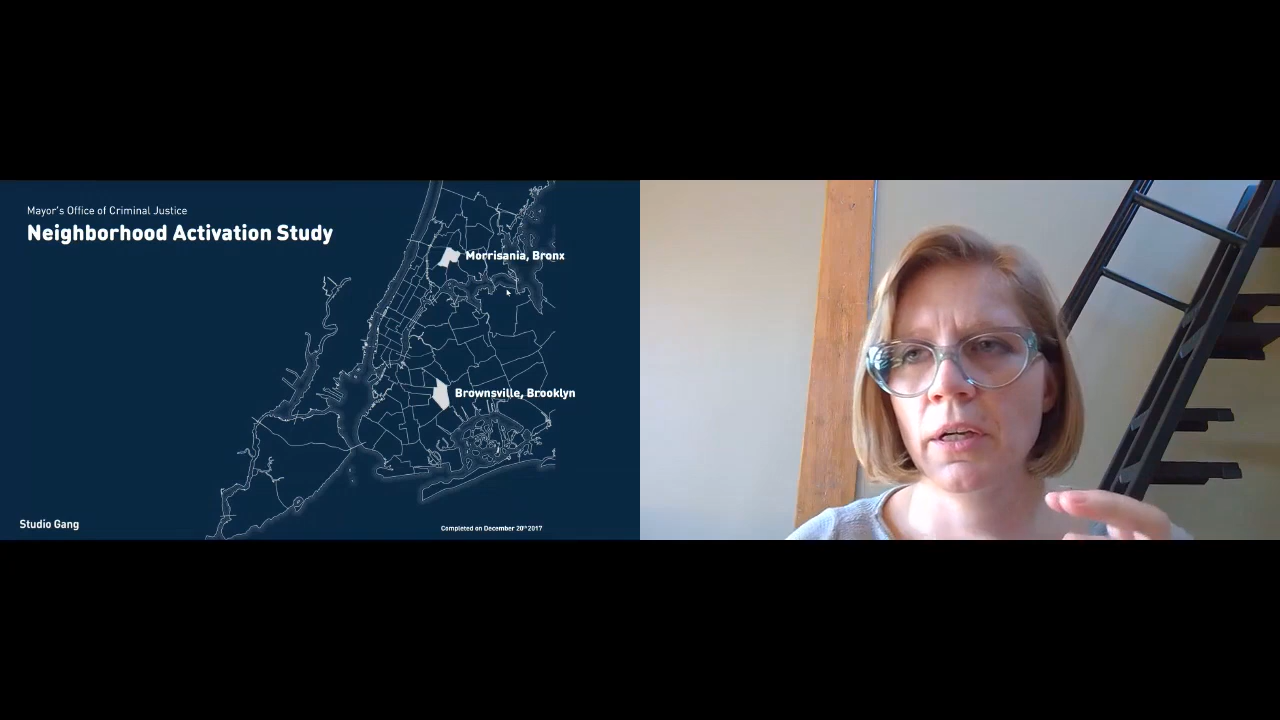 Mayor's Office of Criminal Justice
Neighborhood Activation Study
Morrisania, Bronx
Brownsville, Brooklyn
Studio Gang
Completed on December 20th 2017